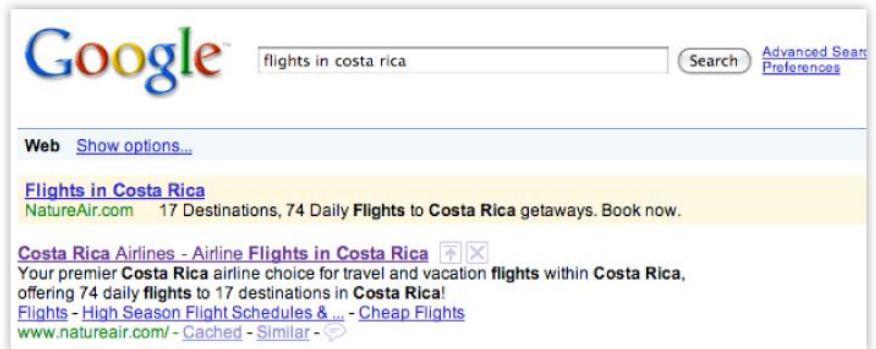 Google™
flights in costa rica
Search
Advanced Sear
Preferences
Web Show options...
Flights in Costa Rica
NatureAir.com 17 Destinations, 74 Daily Flights to Costa Rica getaways. Book now.
Costa Rica Airlines - Airline Flights in Costa Rica
Your premier Costa Rica airline choice for travel and vacation flights within Costa Rica,
offering 74 daily flights to 17 destinations in Costa Rica!
Flights - High Season Flight Schedules & ... - Cheap Flights
www.natureair.com/ - Cached - Similar -